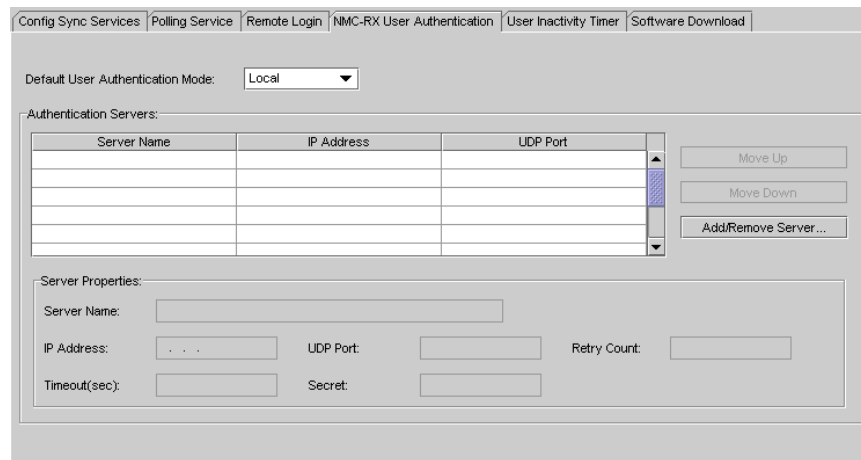 Config Sync Services Polling Service Remote Login NMC-RX User Authentication User Inactivity Timer Software Download
Default User Authentication Mode: Local
Authentication Servers:
Server Name IP Address UDP Port
Move Up
Move Down
Add/Remove Server...
Server Properties:
Server Name:
IP Address: . . . UDP Port: Retry Count:
Timeout(sec): Secret: